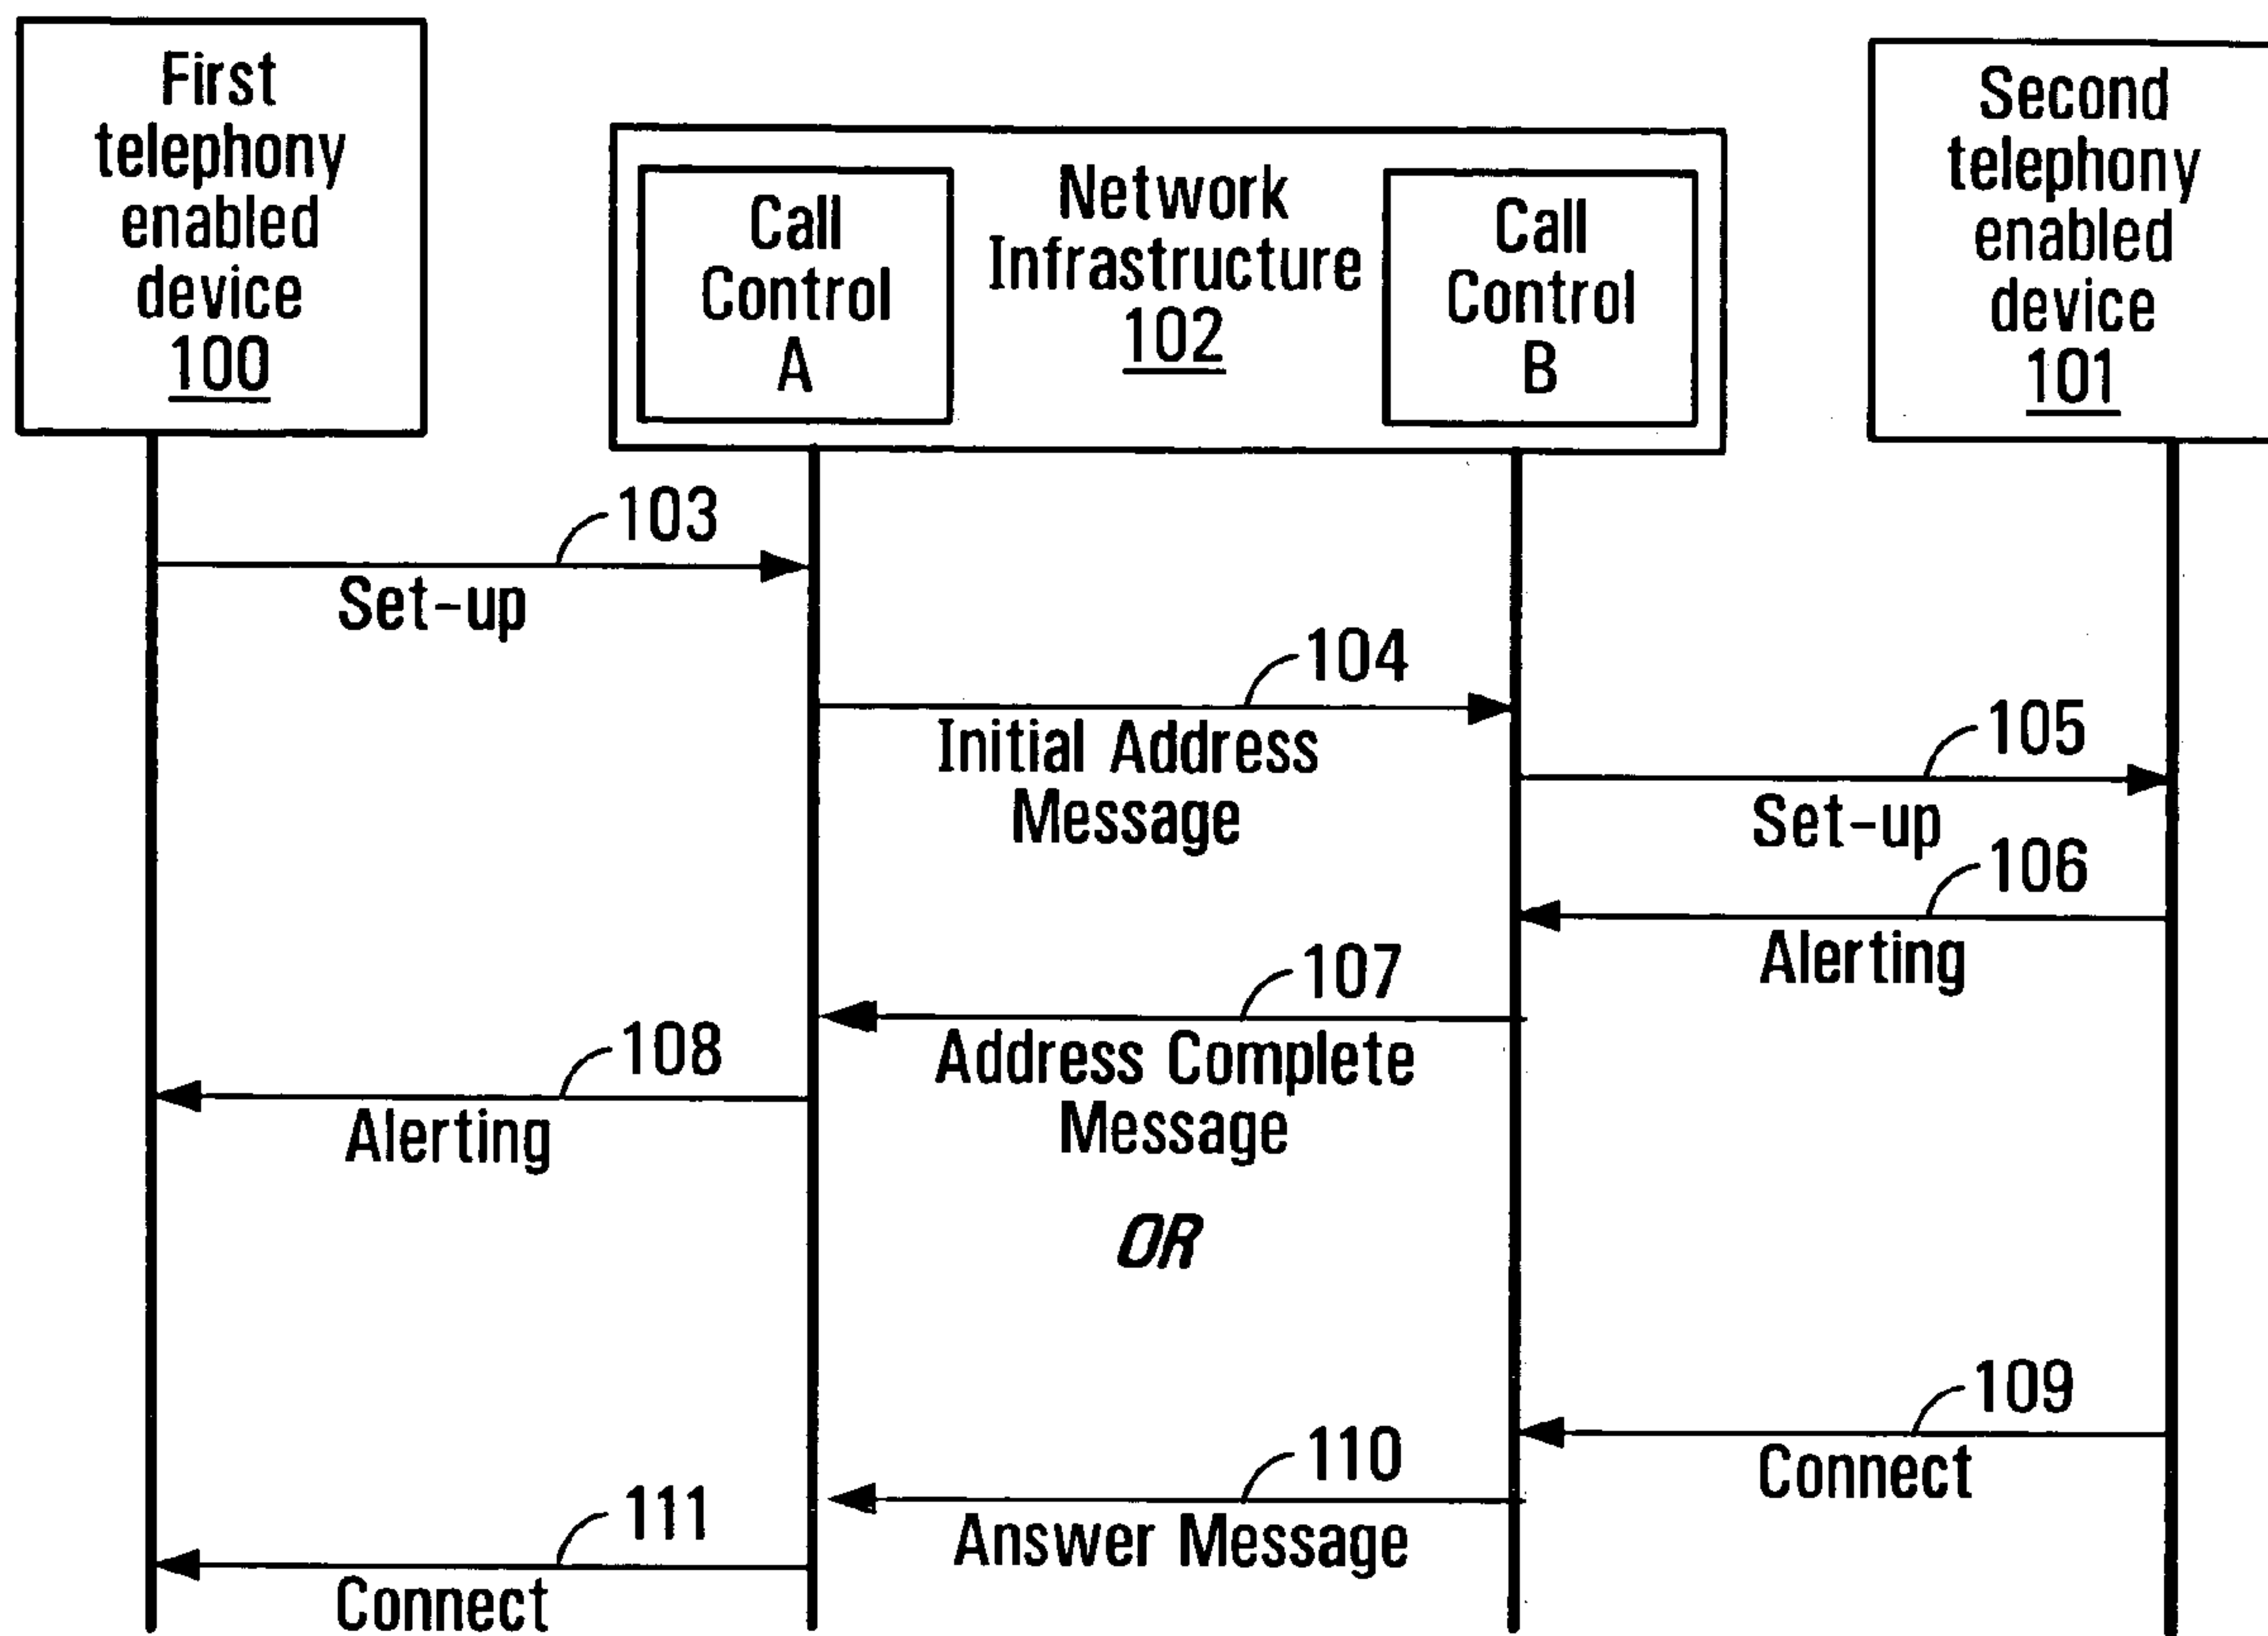 First
telephony
enabled
device
100
Call
Control
A
Network
Infrastructure
102
Call
Control
B
Second
telephony
enabled
device
101
103
Set-up
104
Initial Address
Message
105
Set-up
106
Alerting
107
Address Complete
Message
108
Alerting
OR
109
Connect
110
Answer Message
111
Connect